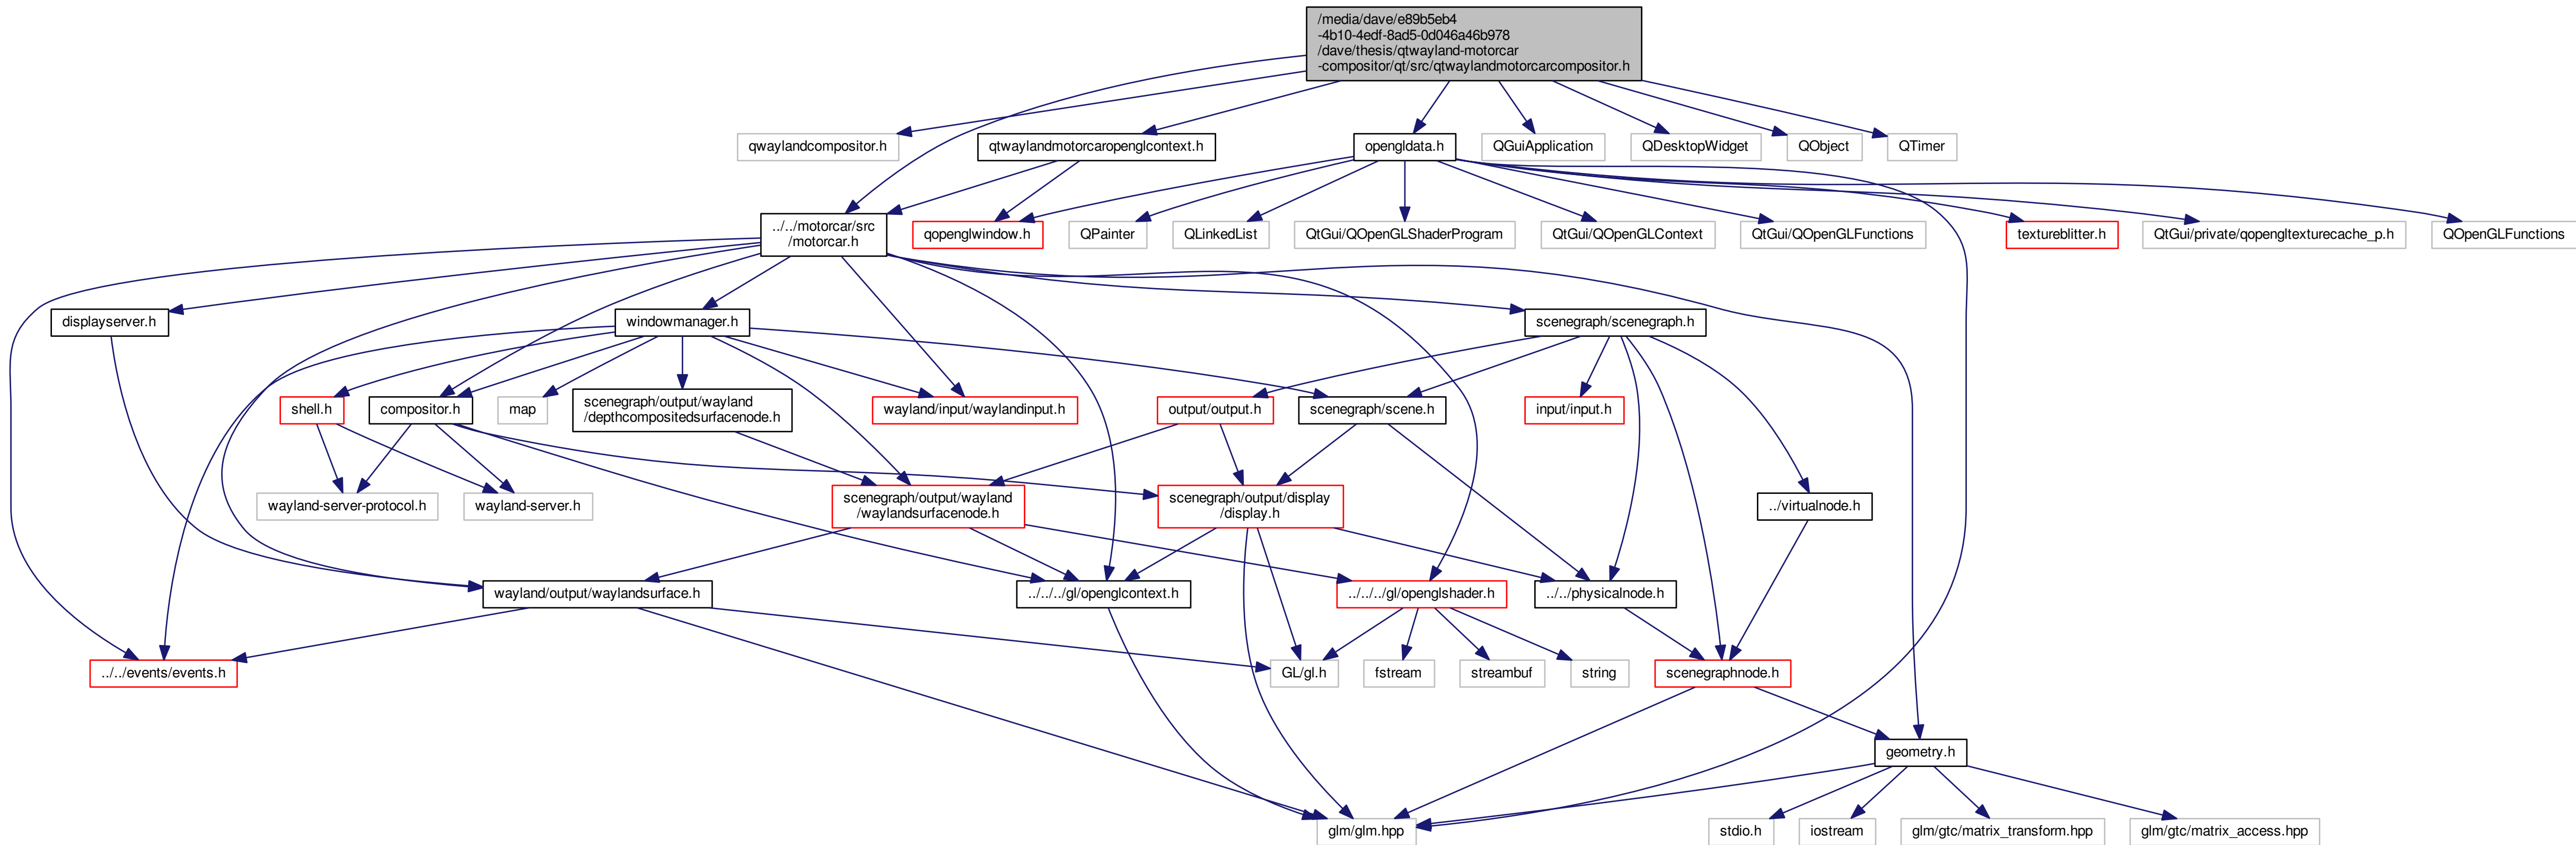 /media/dave/e89b5eb4
-4b10-4edf-8ad5-0d046a46b978
/dave/thesis/qtwayland-motorcar
-compositor/qt/src/qtwaylandmotorcarcompositor.h
qwaylandcompositor.h
qtwaylandmotorcaropenglcontext.h
opengldata.h
QGuiApplication
QDesktopWidget
QObject
QTimer
../../motorcar/src
/motorcar.h
qopenglwindow.h
QPainter
QLinkedList
QtGui/QOpenGLShaderProgram
QtGui/QOpenGLContext
QtGui/QOpenGLFunctions
textureblitter.h
QtGui/private/qopengltexturecache_p.h
QOpenGLFunctions
displayserver.h
windowmanager.h
scenegraph/scenegraph.h
shell.h
compositor.h
map
scenegraph/output/wayland
/depthcompositedsurfacenode.h
wayland/input/waylandinput.h
output/output.h
scenegraph/scene.h
input/input.h
wayland-server-protocol.h
wayland-server.h
scenegraph/output/wayland
/waylandsurfacenode.h
scenegraph/output/display
/display.h
../virtualnode.h
wayland/output/waylandsurface.h
../../../gl/openglcontext.h
../../../gl/openglshader.h
../../physicalnode.h
../../events/events.h
GL/gl.h
fstream
streambuf
string
scenegraphnode.h
geometry.h
glm/glm.hpp
stdio.h
iostream
glm/gtc/matrix_transform.hpp
glm/gtc/matrix_access.hpp